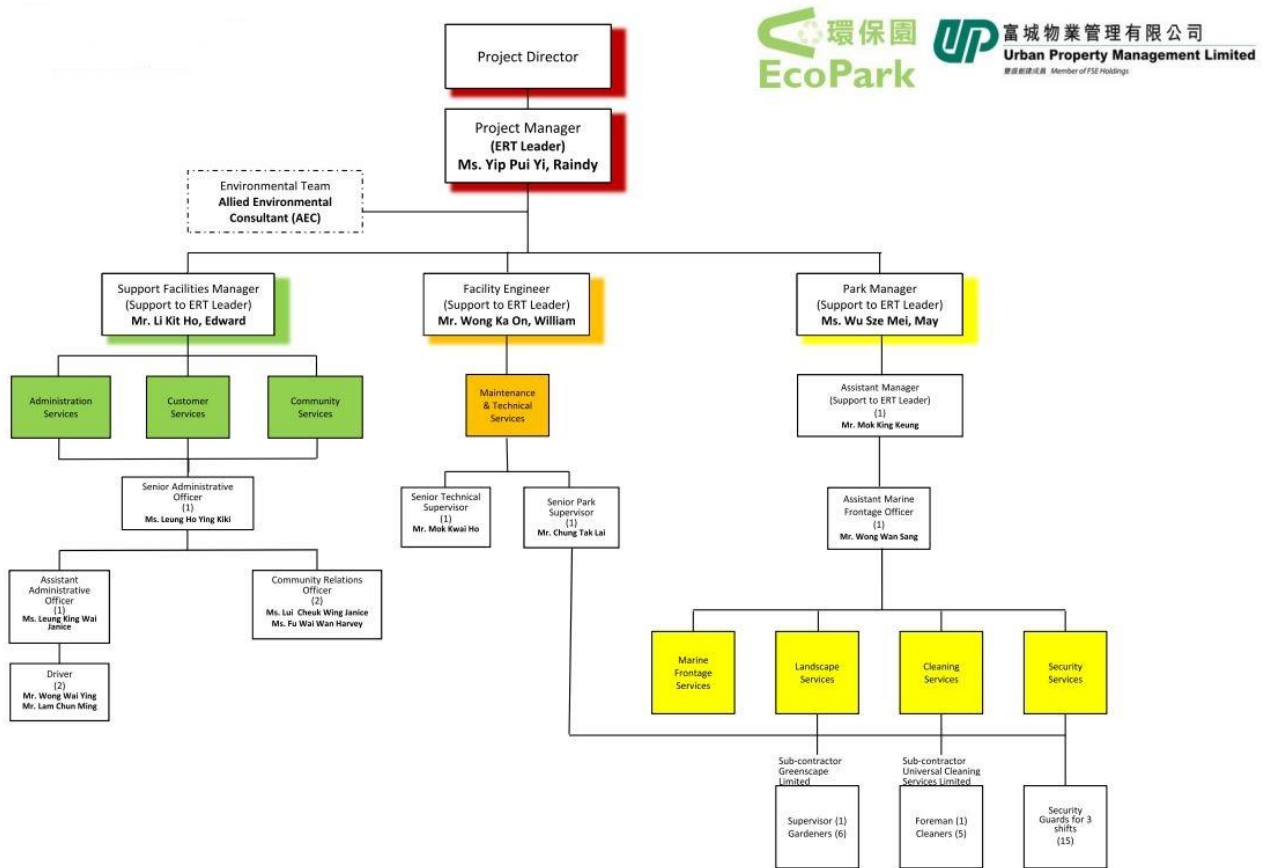 環保園
EcoPark
UP
富城物業管理有限公司
Urban Property Management Limited
豐盛創建成員 Member of FSE Holdings
Project Director
Project Manager
(ERT Leader)
Ms. Yip Pui Yi, Raindy
Environmental Team
Allied Environmental
Consultant (AEC)
Support Facilities Manager
(Support to ERT Leader)
Mr. Li Kit Ho, Edward
Facility Engineer
(Support to ERT Leader)
Mr. Wong Ka On, William
Park Manager
(Support to ERT Leader)
Ms. Wu Sze Mei, May
Administration
Services
Customer
Services
Community
Services
Maintenance
& Technical
Services
Assistant Manager
(Support to ERT Leader)
(1)
Mr. Mok King Keung
Senior Administrative
Officer
(1)
Ms. Leung Ho Ying Kiki
Senior Technical
Supervisor
(1)
Mr. Mok Kwai Ho
Senior Park
Supervisor
(1)
Mr. Chung Tak Lai
Assistant Marine
Frontage Officer
(1)
Mr. Wong Wan Sang
Assistant
Administrative
Officer
(1)
Ms. Leung King Wai
Janice
Community Relations
Officer
(2)
Ms. Lui Cheuk Wing Janice
Ms. Fu Wai Wan Harvey
Driver
(2)
Mr. Wong Wai Ying
Mr. Lam Chun Ming
Marine
Frontage
Services
Landscape
Services
Cleaning
Services
Security
Services
Sub-contractor
Greenscape
Limited
Sub-contractor
Universal Cleaning
Services Limited
Supervisor (1)
Gardeners (6)
Foreman (1)
Cleaners (5)
Security
Guards for 3
shifts
(15)